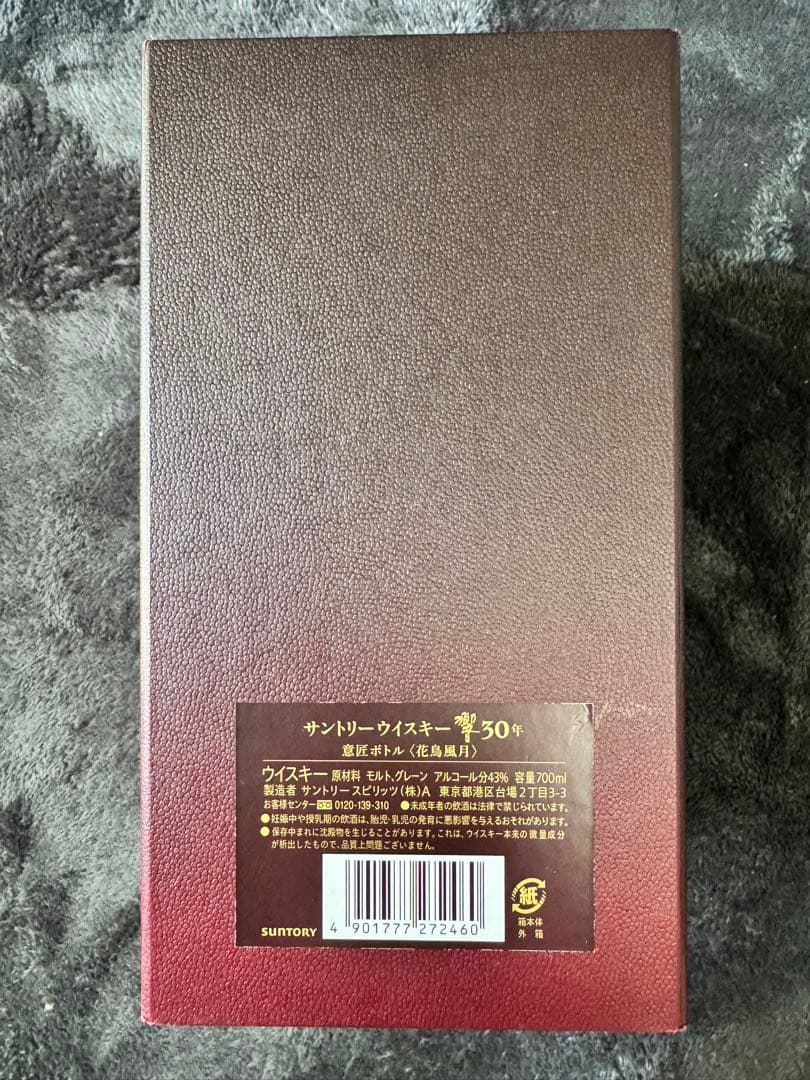 サントリーウイスキー 響 30年
意匠ボトル〈花鳥風月〉
ウイスキー 原材料 モルト、グレーン アルコール分43% 容量700ml
製造者 サントリースピリッツ(株)A 東京都港区台場2丁目3-3
お客様センター 0120-139-310 ●未成年者の飲酒は法律で禁じられています。
●妊娠中や授乳期の飲酒は、胎児・乳児の発育に悪影響を与えるおそれがあります。
●保存中まれに沈殿物を生じることがあります。これは、ウイスキー本来の微量成分
が析出したもので、品質上問題ございません。
紙
箱本体
外箱
SUNTORY
4 901777 272460